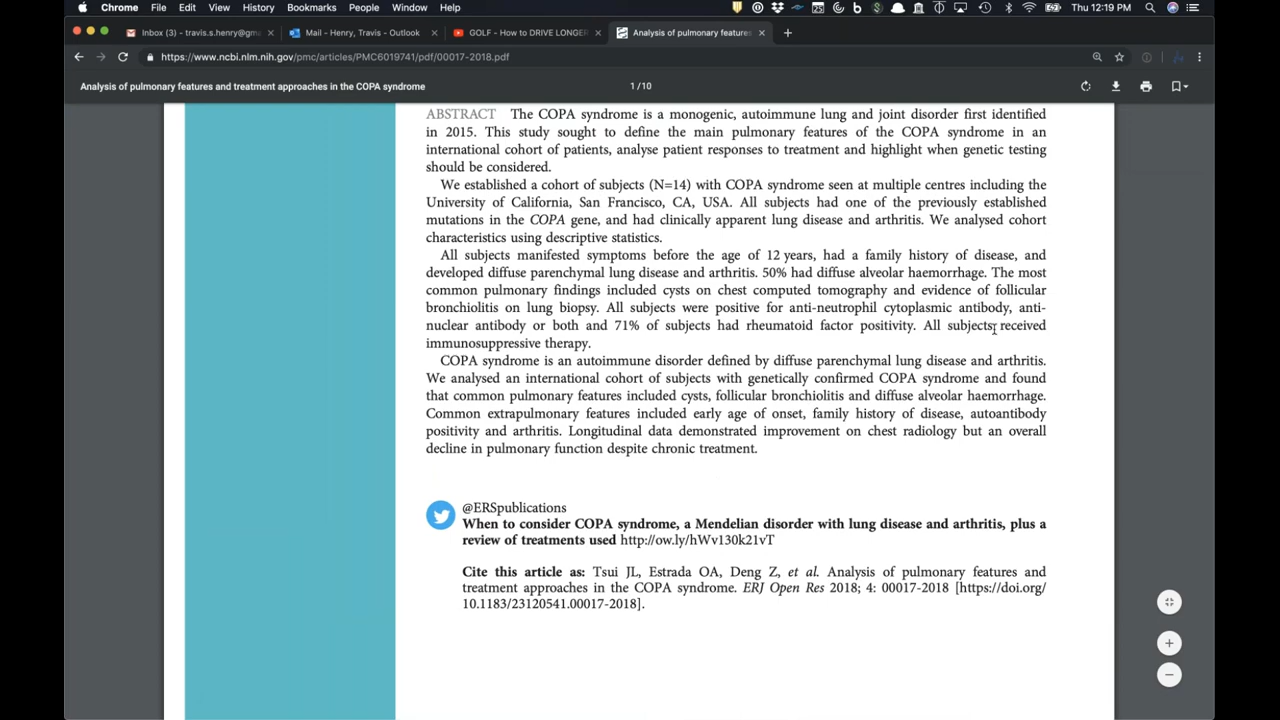 Chrome File Edit View History Bookmarks People Window Help Thu 12:19 PM
Inbox (3) - travis.s.henry@gm Mail - Henry, Travis - Outlook GOLF - How to DRIVE LONGER Analysis of pulmonary features
https://www.ncbi.nlm.nih.gov/pmc/articles/PMC6019741/pdf/00017-2018.pdf
Analysis of pulmonary features and treatment approaches in the COPA syndrome 1 / 10
ABSTRACT The COPA syndrome is a monogenic, autoimmune lung and joint disorder first identified
in 2015. This study sought to define the main pulmonary features of the COPA syndrome in an
international cohort of patients, analyse patient responses to treatment and highlight when genetic testing
should be considered.
We established a cohort of subjects (N=14) with COPA syndrome seen at multiple centres including the
University of California, San Francisco, CA, USA. All subjects had one of the previously established
mutations in the COPA gene, and had clinically apparent lung disease and arthritis. We analysed cohort
characteristics using descriptive statistics.
All subjects manifested symptoms before the age of 12 years, had a family history of disease, and
developed diffuse parenchymal lung disease and arthritis. 50% had diffuse alveolar haemorrhage. The most
common pulmonary findings included cysts on chest computed tomography and evidence of follicular
bronchiolitis on lung biopsy. All subjects were positive for anti-neutrophil cytoplasmic antibody, anti-
nuclear antibody or both and 71% of subjects had rheumatoid factor positivity. All subjects received
immunosuppressive therapy.
COPA syndrome is an autoimmune disorder defined by diffuse parenchymal lung disease and arthritis.
We analysed an international cohort of subjects with genetically confirmed COPA syndrome and found
that common pulmonary features included cysts, follicular bronchiolitis and diffuse alveolar haemorrhage.
Common extrapulmonary features included early age of onset, family history of disease, autoantibody
positivity and arthritis. Longitudinal data demonstrated improvement on chest radiology but an overall
decline in pulmonary function despite chronic treatment.
@ERSpublications
When to consider COPA syndrome, a Mendelian disorder with lung disease and arthritis, plus a
review of treatments used http://ow.ly/hWv130k21vT
Cite this article as: Tsui JL, Estrada OA, Deng Z, et al. Analysis of pulmonary features and
treatment approaches in the COPA syndrome. ERJ Open Res 2018; 4: 00017-2018 [https://doi.org/
10.1183/23120541.00017-2018].